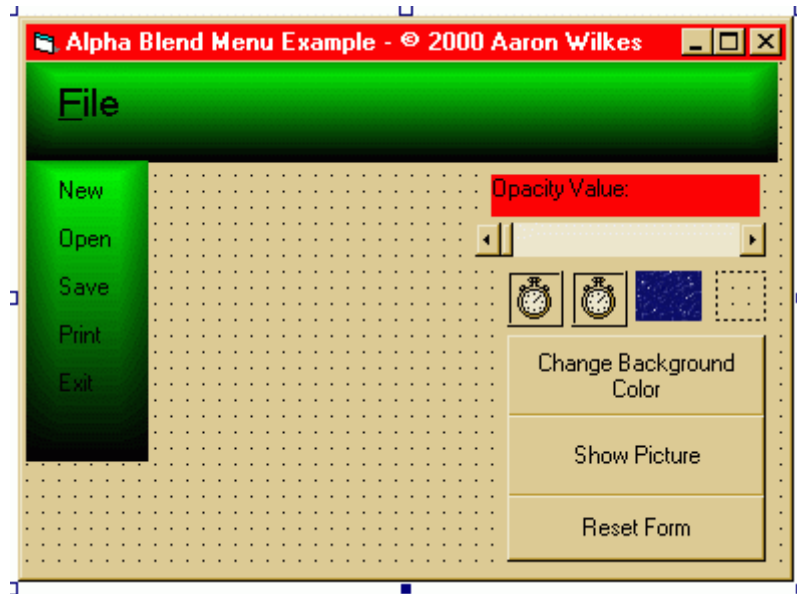 Alpha Blend Menu Example - © 2000 Aaron Wilkes
File
New
Open
Save
Print
Exit
Opacity Value:
Change Background
Color
Show Picture
Reset Form